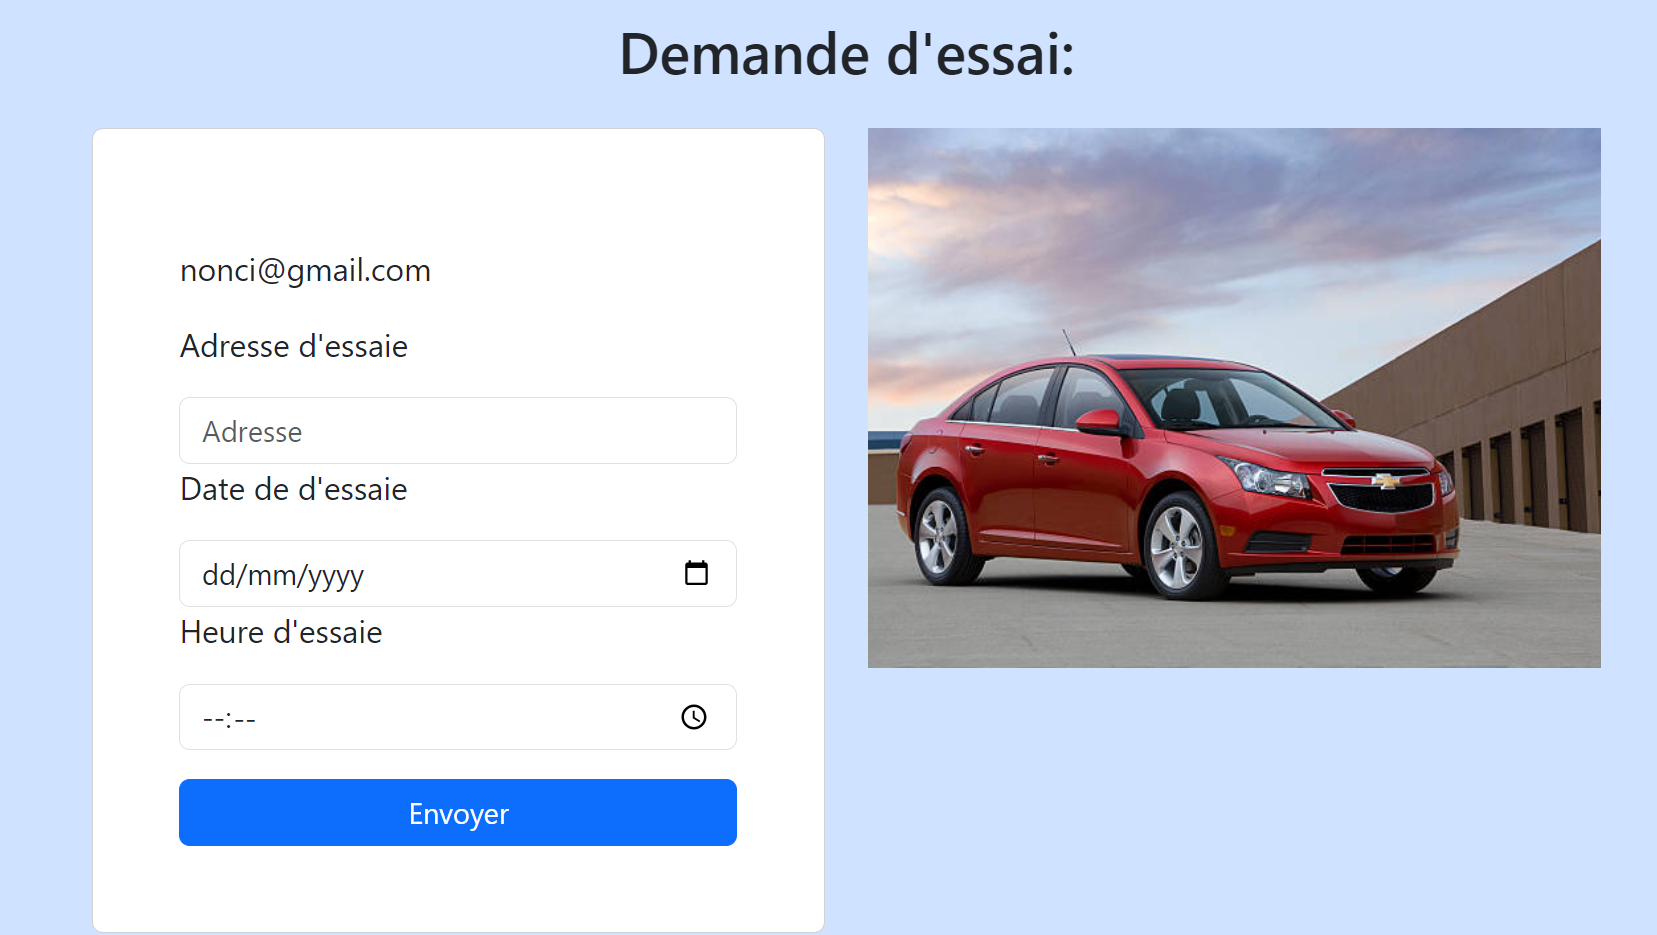 Demande d'essai:
nonci@gmail.com
Adresse d'essaie
Adresse
Date de d'essaie
dd/mm/yyyy
Heure d'essaie
--:--
Envoyer